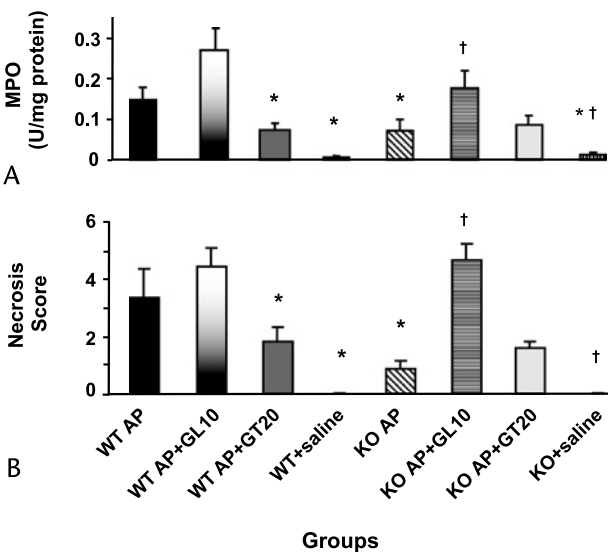 MPO
(U/mg protein)
0.3
0.2
0.1
0
*
*
*
†
* †
A
Necrosis
Score
6
4
2
0
*
*
*
†
†
WT AP
WT AP+GL10
WT AP+GT20
WT+saline
KO AP
KO AP+GL10
KO AP+GT20
KO+saline
B
Groups